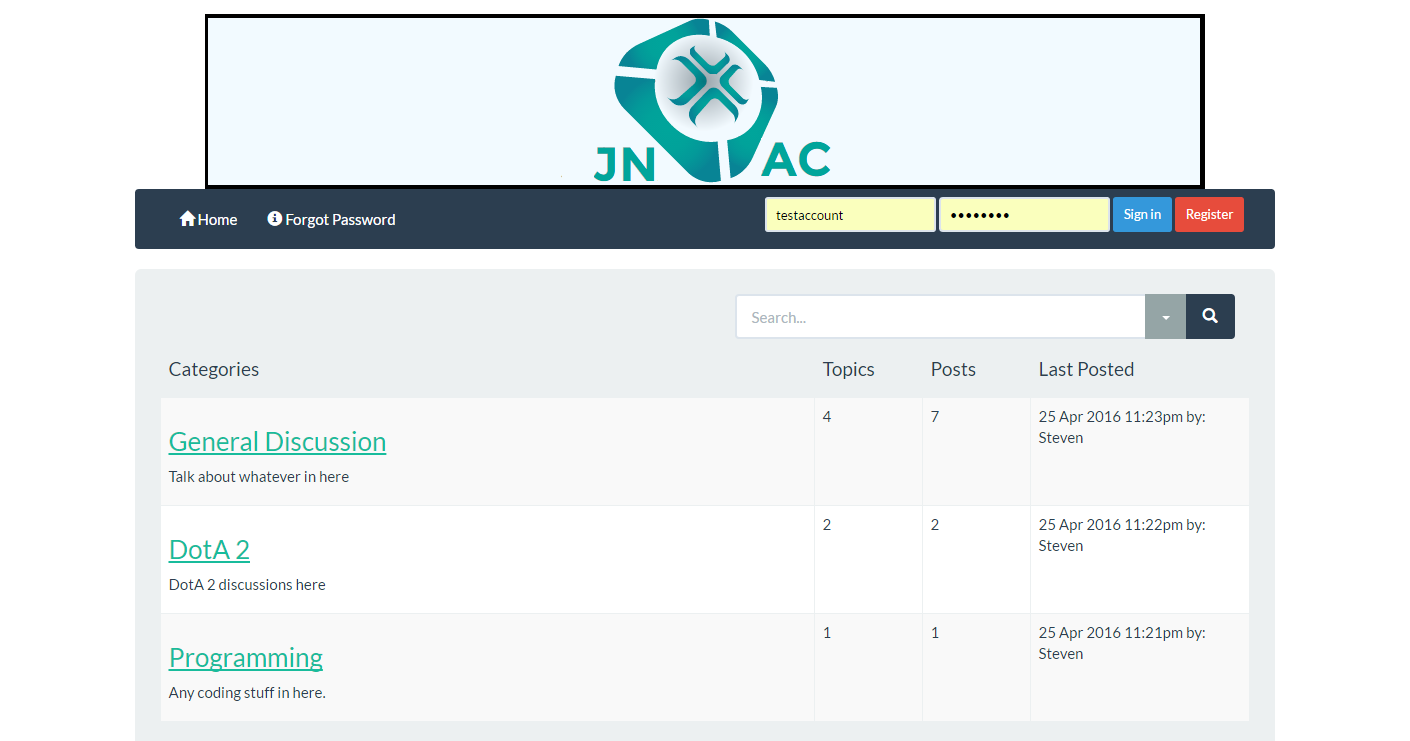 JN AC
Home Forgot Password testaccount •••••••• Sign in Register
Search...
Categories Topics Posts Last Posted
General Discussion 4 7 25 Apr 2016 11:23pm by:
Steven
Talk about whatever in here
DotA 2 2 2 25 Apr 2016 11:22pm by:
Steven
DotA 2 discussions here
Programming 1 1 25 Apr 2016 11:21pm by:
Steven
Any coding stuff in here.